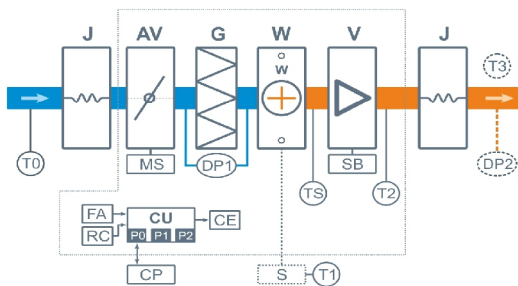 J AV G W V J
W
T3
T0 MS DP1 TS SB T2 DP2
FA CU CE
RC P0 P1 P2
CP S T1